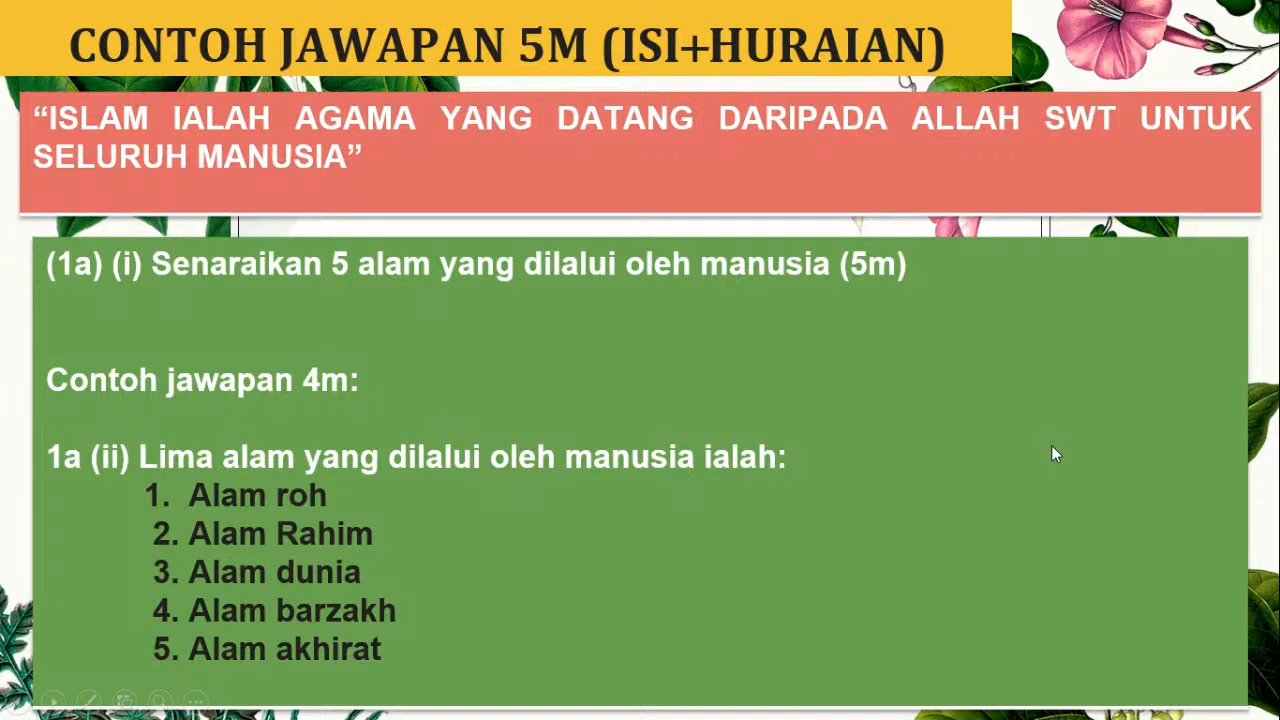 CONTOH JAWAPAN 5M (ISI+HURAIAN)
“ISLAM IALAH AGAMA YANG DATANG DARIPADA ALLAH SWT UNTUK
SELURUH MANUSIA”
(1a) (i) Senaraikan 5 alam yang dilalui oleh manusia (5m)
Contoh jawapan 4m:
1a (ii) Lima alam yang dilalui oleh manusia ialah:
1. Alam roh
2. Alam Rahim
3. Alam dunia
4. Alam barzakh
5. Alam akhirat